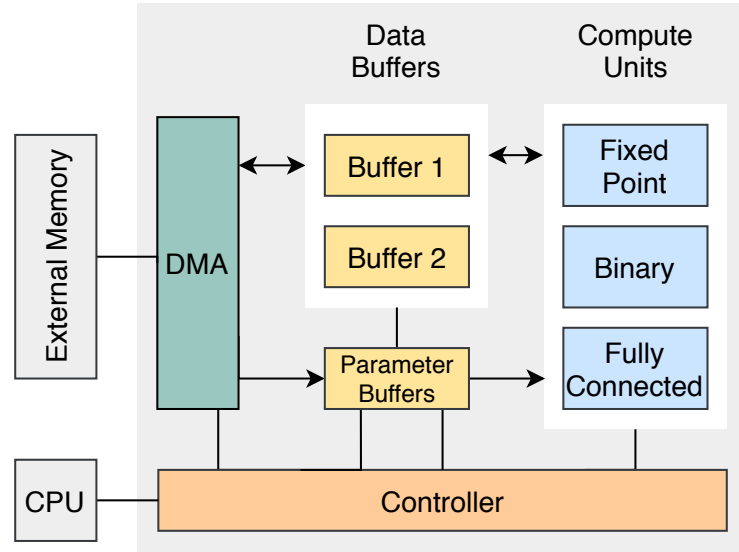 Data
Buffers
Compute
Units
External Memory
DMA
Buffer 1
Buffer 2
Parameter
Buffers
Fixed
Point
Binary
Fully
Connected
CPU
Controller